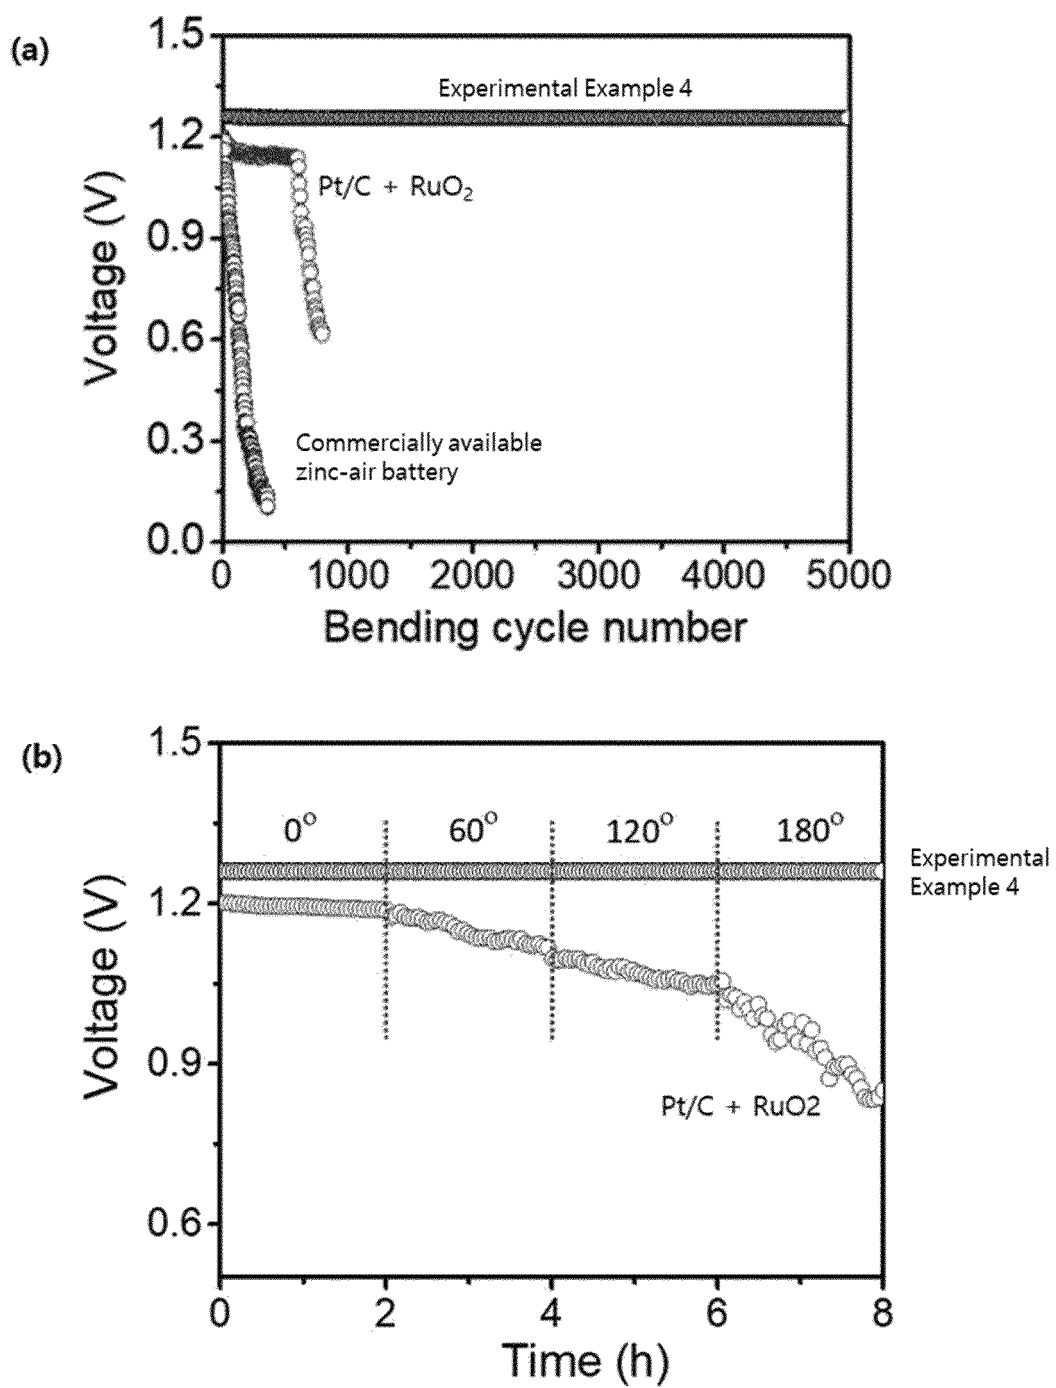 (a)
1.5
1.2
0.9
0.6
0.3
0.0
Voltage (V)
Experimental Example 4
Pt/C + RuO₂
Commercially available
zinc-air battery
0 1000 2000 3000 4000 5000
Bending cycle number
(b)
1.5
1.2
0.9
0.6
Voltage (V)
0° 60° 120° 180°
Experimental
Example 4
Pt/C + RuO2
0 2 4 6 8
Time (h)